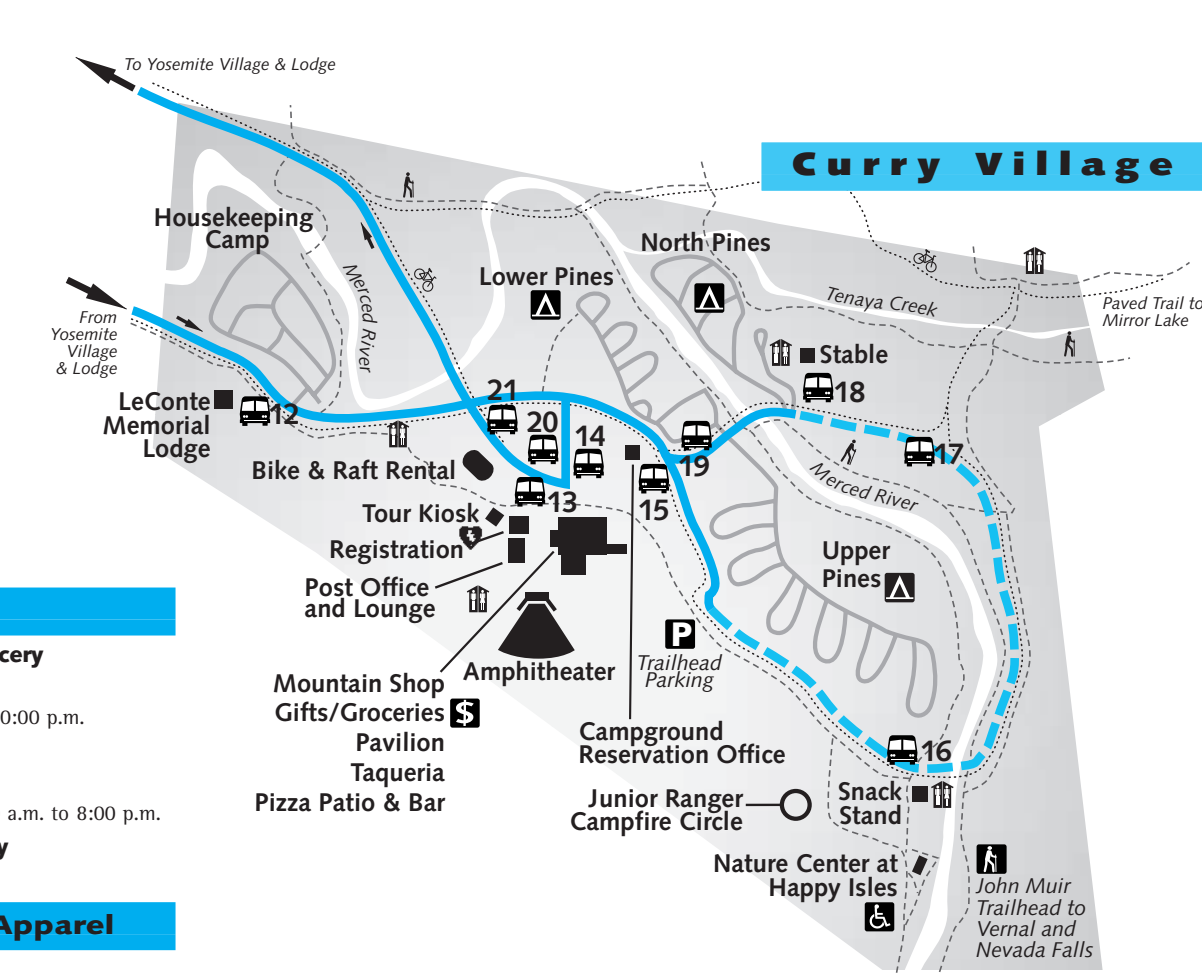 To Yosemite Village & Lodge
Curry Village
Housekeeping
Camp
North Pines
Lower Pines
Merced River
Tenaya Creek
Paved Trail to
Mirror Lake
From
Yosemite
Village
& Lodge
Stable
18
LeConte
Memorial
Lodge
12
21
20
14
19
17
Bike & Raft Rental
13
15
Merced River
Tour Kiosk
Registration
Upper
Pines
Post Office
and Lounge
P
Trailhead
Parking
Amphitheater
Mountain Shop
Gifts/Groceries
$
Pavilion
Taqueria
Pizza Patio & Bar
Campground
Reservation Office
16
Junior Ranger
Campfire Circle
Snack
Stand
Nature Center at
Happy Isles
John Muir
Trailhead to
Vernal and
Nevada Falls
cery
0:00 p.m.
a.m. to 8:00 p.m.
y
Apparel